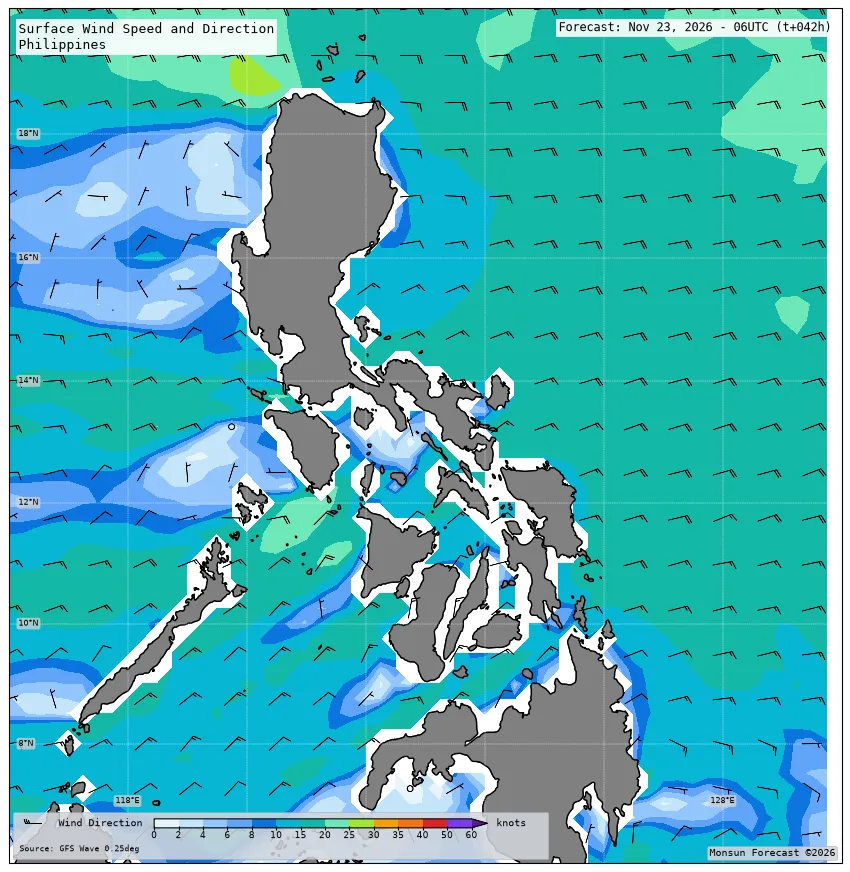 Surface Wind Speed and Direction
Philippines
Forecast: Nov 23, 2026 - 06UTC (t+042h)
18°N
16°N
14°N
12°N
10°N
8°N
118°E
128°E
Wind Direction
0 2 4 6 8 10 15 20 25 30 35 40 50 60
knots
Source: GFS Wave 0.25deg
Monsun Forecast ©2026